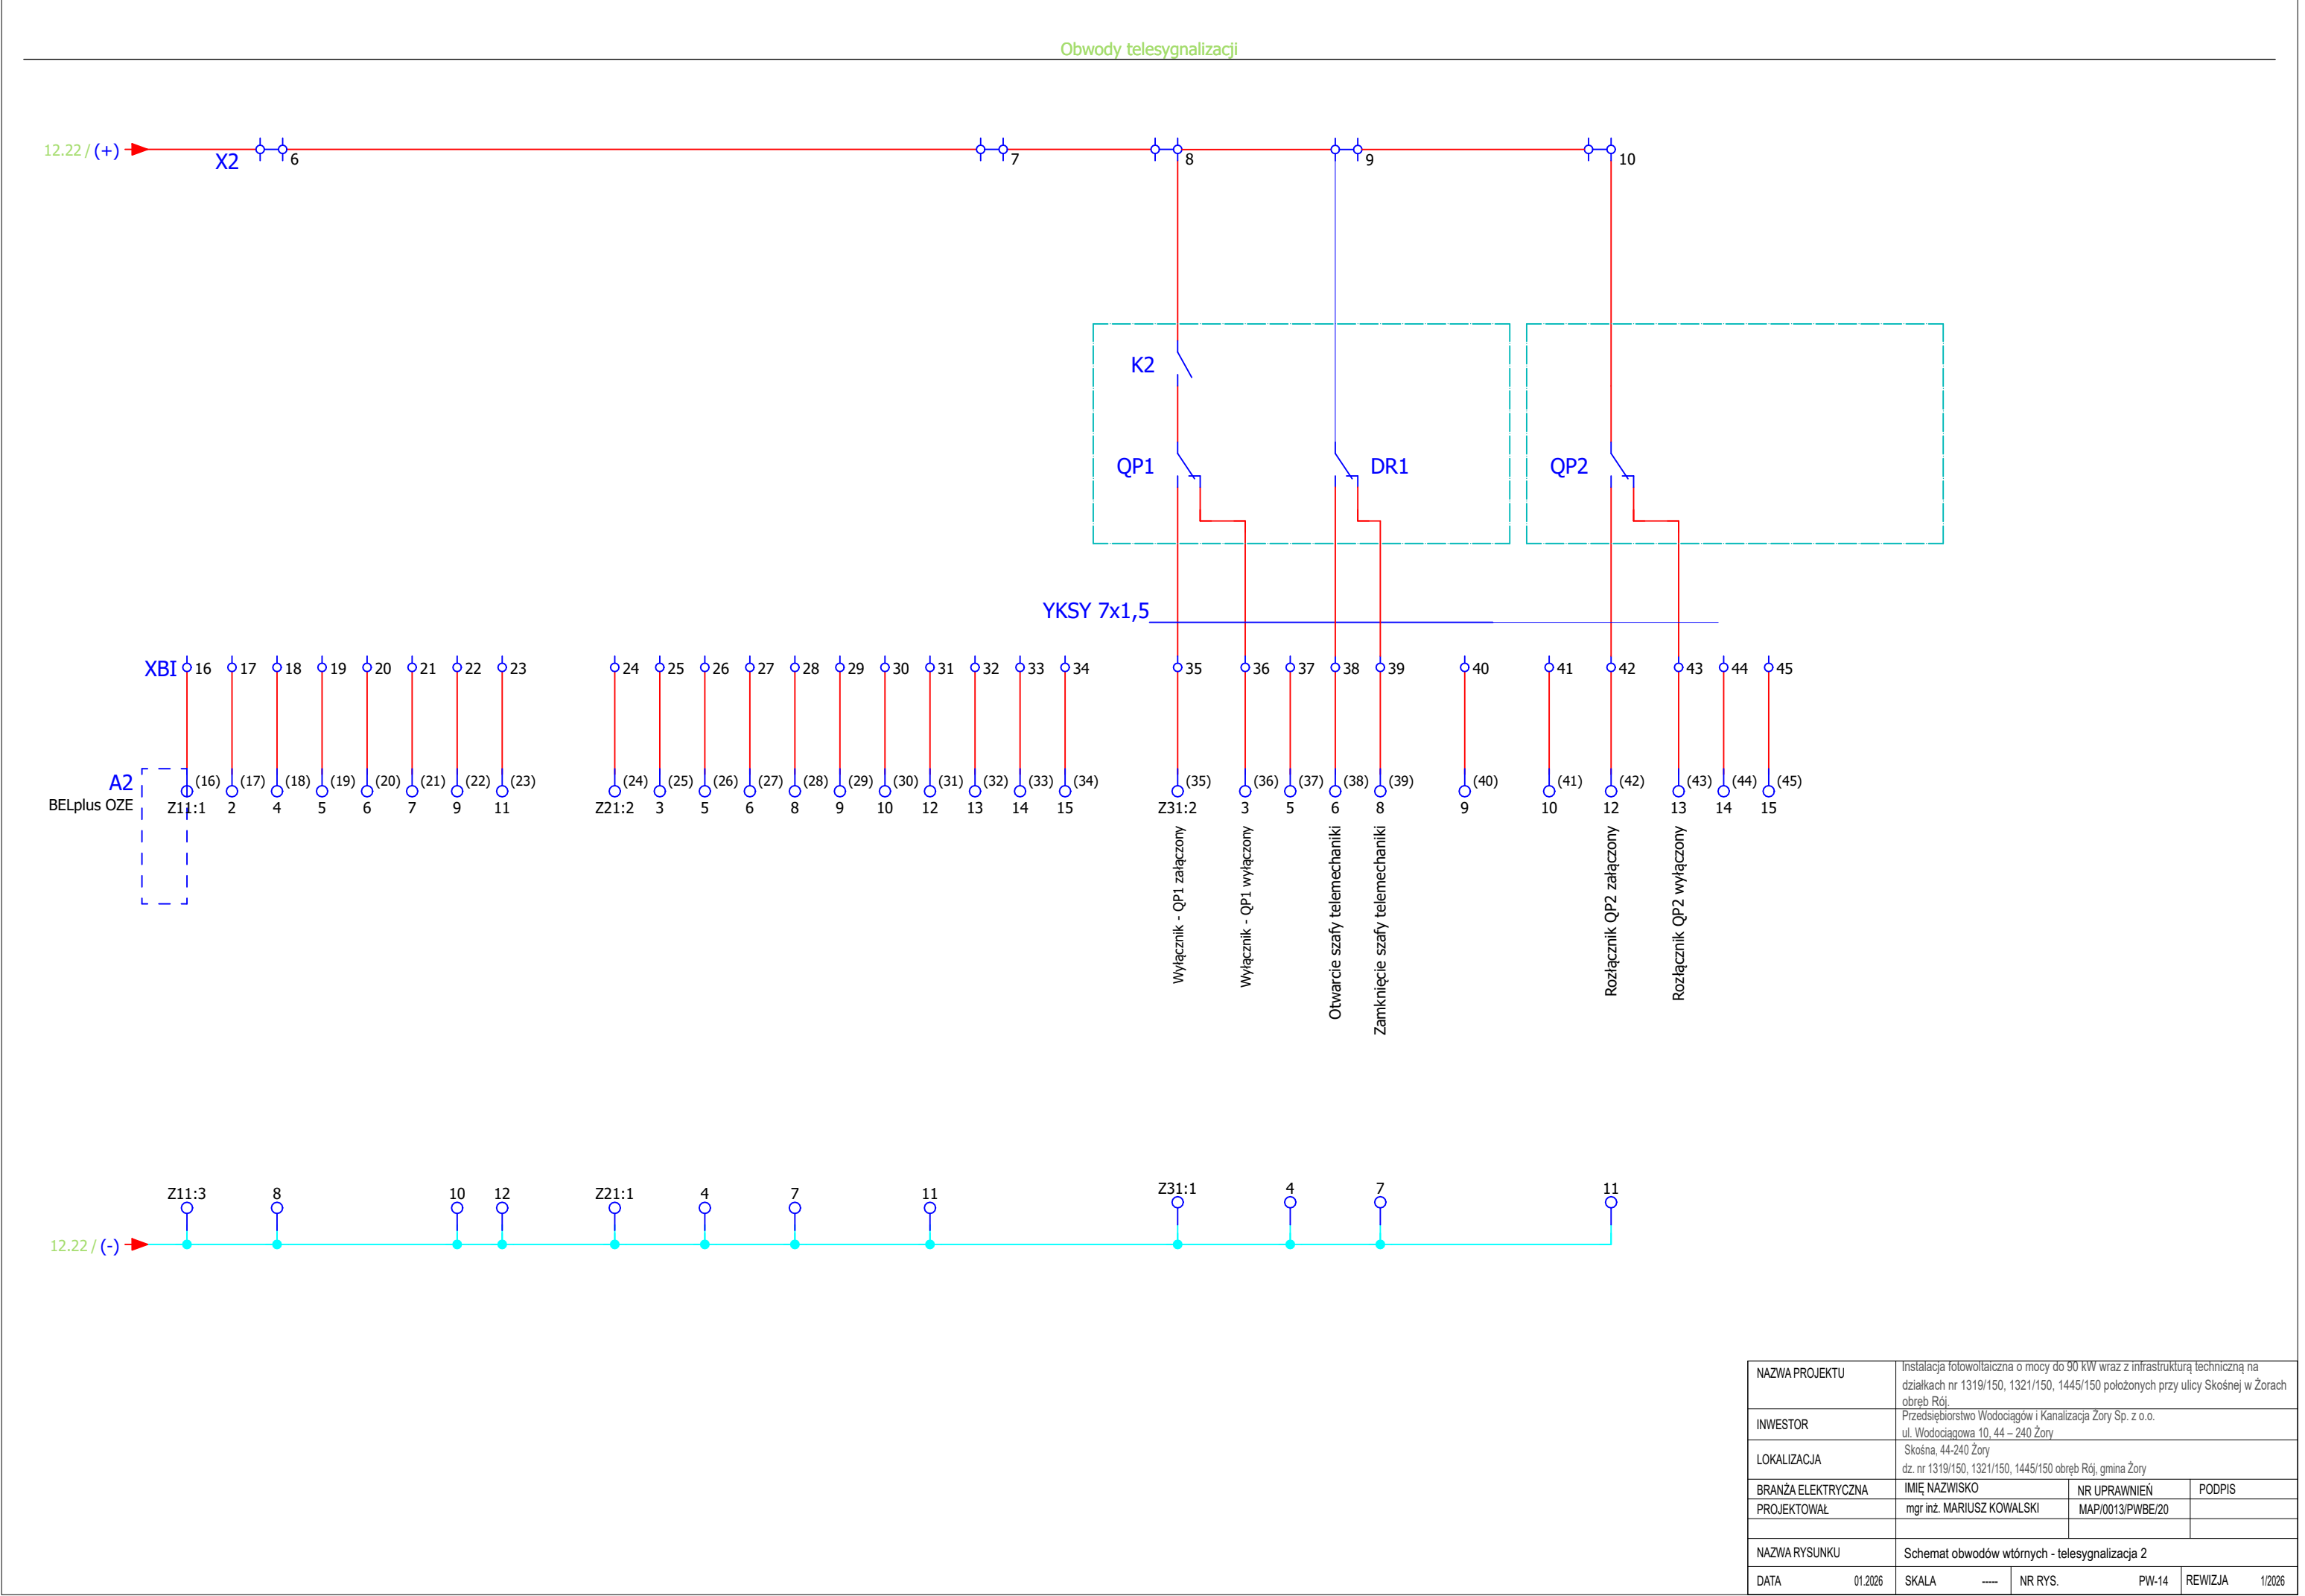 Obwody telesygnalizacji
12.22 / (+)
X2
6
7
8
9
10
K2
QP1
DR1
QP2
YKSY 7x1,5
XBI 16 17 18 19 20 21 22 23 24 25 26 27 28 29 30 31 32 33 34 35 36 37 38 39 40 41 42 43 44 45
A2 (16) (17) (18) (19) (20) (21) (22) (23) (24) (25) (26) (27) (28) (29) (30) (31) (32) (33) (34) (35) (36) (37) (38) (39) (40) (41) (42) (43) (44) (45)
BELplus OZE Z11:1 2 4 5 6 7 9 11 Z21:2 3 5 6 8 9 10 12 13 14 15 Z31:2 3 5 6 8 9 10 12 13 14 15
Wyłącznik - QP1 załączony
Wyłącznik - QP1 wyłączony
Otwarcie szafy telemechaniki
Zamknięcie szafy telemechaniki
Rozłącznik QP2 załączony
Rozłącznik QP2 wyłączony
Z11:3 8 10 12 Z21:1 4 7 11 Z31:1 4 7 11
12.22 / (-)
NAZWA PROJEKTU
Instalacja fotowoltaiczna o mocy do 90 kW wraz z infrastrukturą techniczną na
działkach nr 1319/150, 1321/150, 1445/150 położonych przy ulicy Skośnej w Żorach
obręb Rój.
INWESTOR
Przedsiębiorstwo Wodociągów i Kanalizacja Żory Sp. z o.o.
ul. Wodociągowa 10, 44 – 240 Żory
LOKALIZACJA
Skośna, 44-240 Żory
dz. nr 1319/150, 1321/150, 1445/150 obręb Rój, gmina Żory
BRANŻA ELEKTRYCZNA IMIĘ NAZWISKO NR UPRAWNIEŃ PODPIS
PROJEKTOWAŁ mgr inż. MARIUSZ KOWALSKI MAP/0013/PWBE/20
NAZWA RYSUNKU Schemat obwodów wtórnych - telesygnalizacja 2
DATA 01.2026 SKALA ----- NR RYS. PW-14 REWIZJA 1/2026